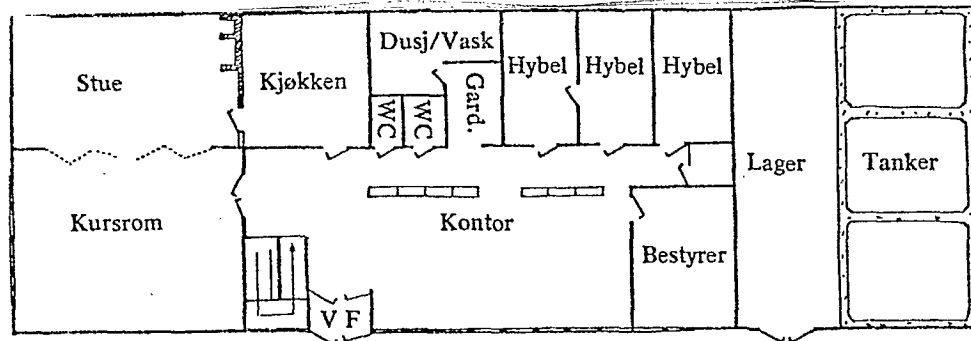 Stue
Kjøkken
Dusj/Vask
WC
WC
Gard.
Hybel
Hybel
Hybel
Lager
Tanker
Kursrom
Kontor
Bestyrer
V F